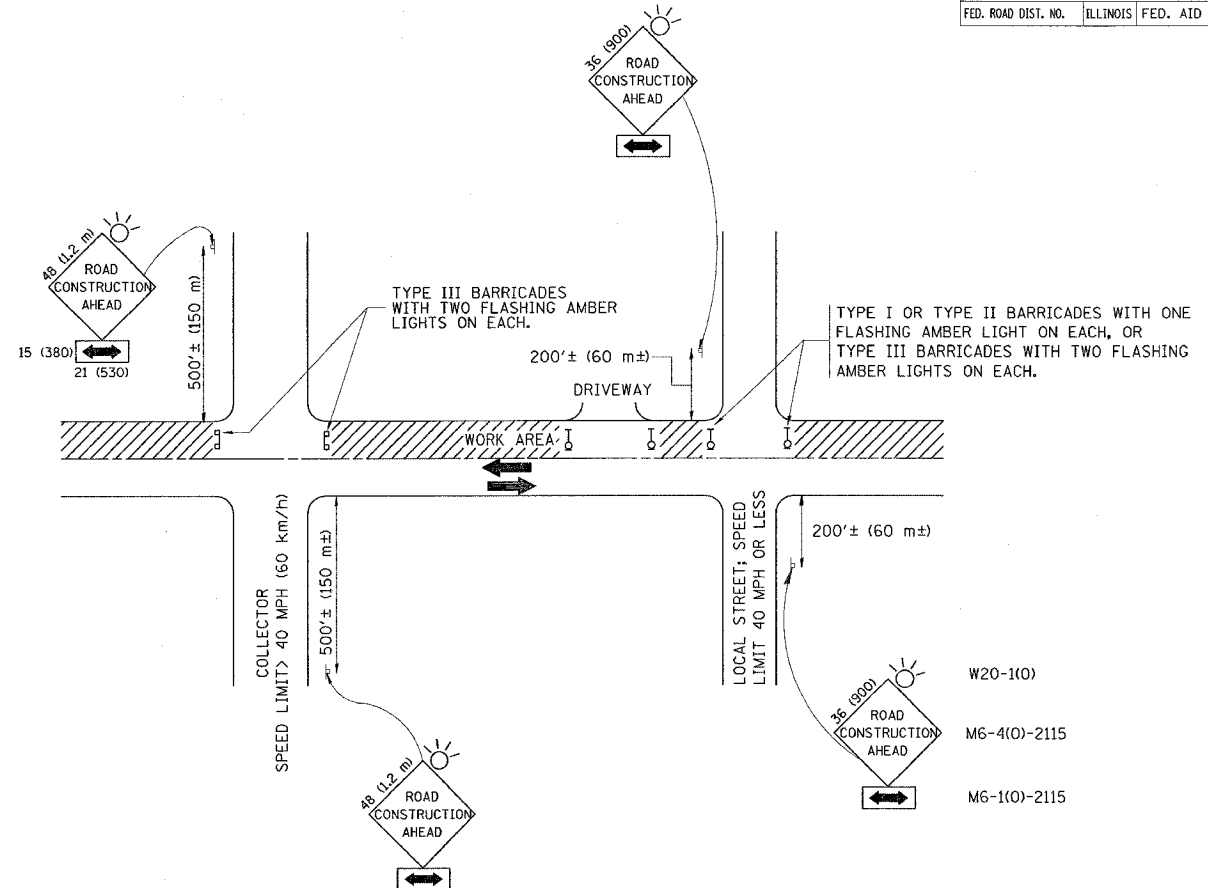 FED. ROAD DIST. NO. ILLINOIS FED. AID
36 (900)
ROAD
CONSTRUCTION
AHEAD
48 (1.2 m)
ROAD
CONSTRUCTION
AHEAD
15 (380)
21 (530)
500'± (150 m)
TYPE III BARRICADES
WITH TWO FLASHING AMBER
LIGHTS ON EACH.
200'± (60 m±)
DRIVEWAY
TYPE I OR TYPE II BARRICADES WITH ONE
FLASHING AMBER LIGHT ON EACH, OR
TYPE III BARRICADES WITH TWO FLASHING
AMBER LIGHTS ON EACH.
WORK AREA
COLLECTOR
SPEED LIMIT> 40 MPH (60 km/h)
500'± (150 m±)
LOCAL STREET; SPEED
LIMIT 40 MPH OR LESS
200'± (60 m±)
36 (900)
ROAD
CONSTRUCTION
AHEAD
W20-1(O)
M6-4(O)-2115
M6-1(O)-2115
48 (1.2 m)
ROAD
CONSTRUCTION
AHEAD